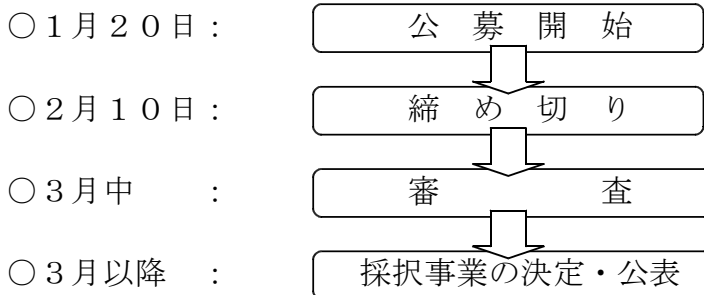 ○１月２０日： 公　募　開　始
○２月１０日： 締　め　切　り
○３月中　　： 審　　　　査
○３月以降　： 採択事業の決定・公表